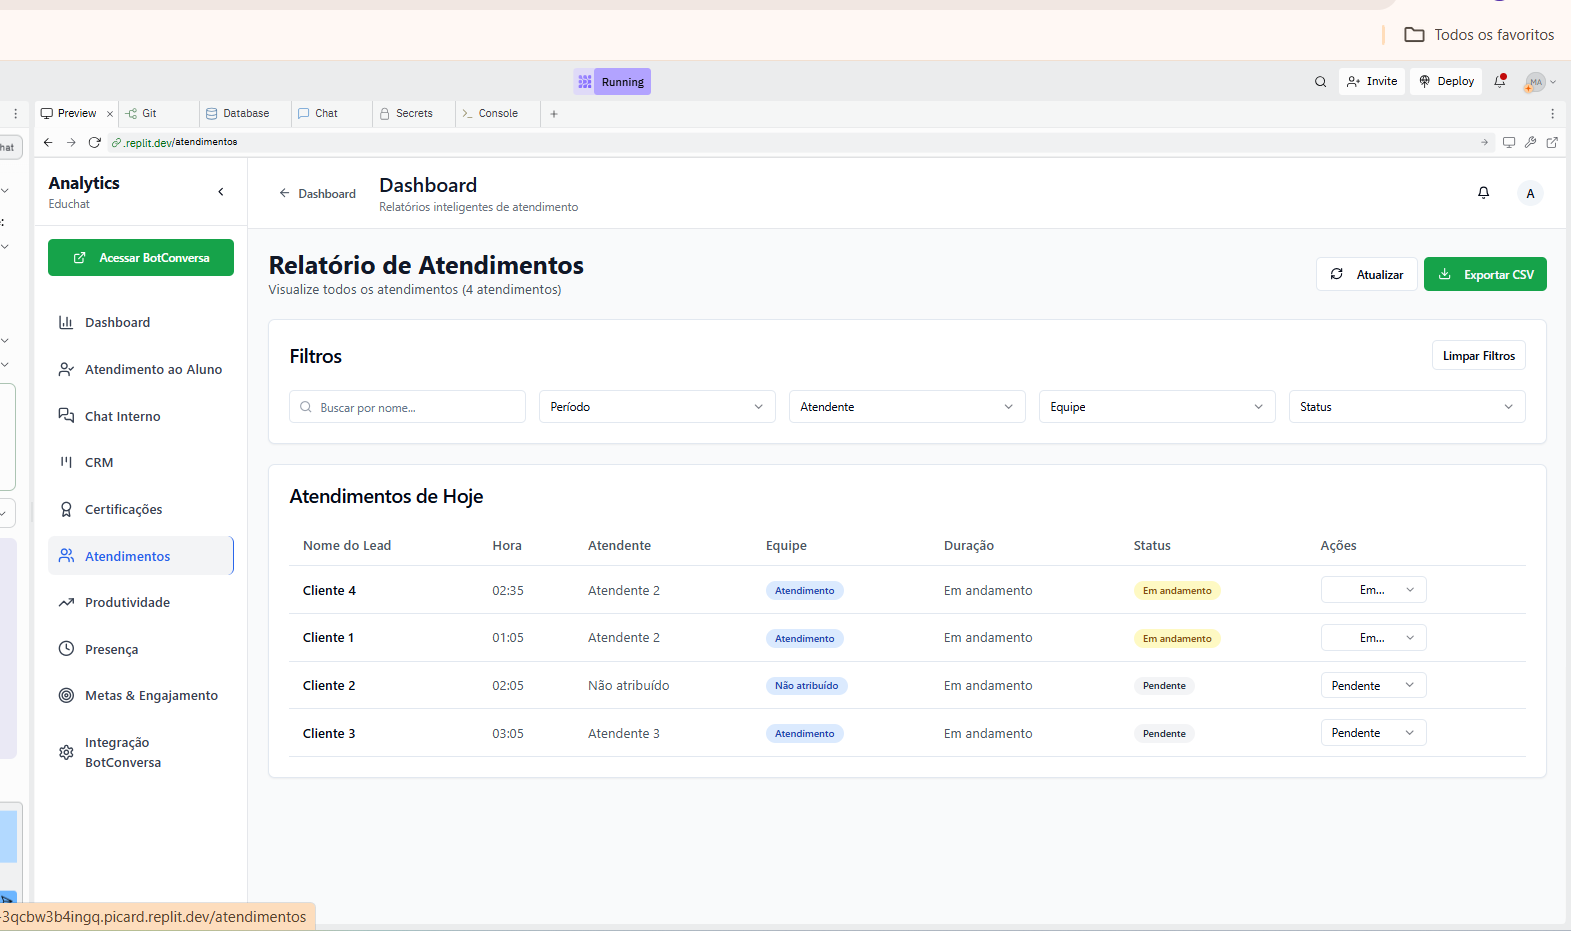 Todos os favoritos
Running
Invite
Deploy
MA
Preview
Git
Database
Chat
Secrets
Console
hat
.replit.dev/atendimentos
Analytics
Educhat
Dashboard
Dashboard
Relatórios inteligentes de atendimento
A
Acessar BotConversa
Dashboard
Atendimento ao Aluno
Chat Interno
CRM
Certificações
Atendimentos
Produtividade
Presença
Metas & Engajamento
Integração
BotConversa
Relatório de Atendimentos
Visualize todos os atendimentos (4 atendimentos)
Atualizar
Exportar CSV
Filtros
Limpar Filtros
Buscar por nome...
Período
Atendente
Equipe
Status
Atendimentos de Hoje
Nome do Lead Hora Atendente Equipe Duração Status Ações
Cliente 4 02:35 Atendente 2 Atendimento Em andamento Em andamento Em...
Cliente 1 01:05 Atendente 2 Atendimento Em andamento Em andamento Em...
Cliente 2 02:05 Não atribuído Não atribuído Em andamento Pendente Pendente
Cliente 3 03:05 Atendente 3 Atendimento Em andamento Pendente Pendente
-3qcbw3b4ingq.picard.replit.dev/atendimentos